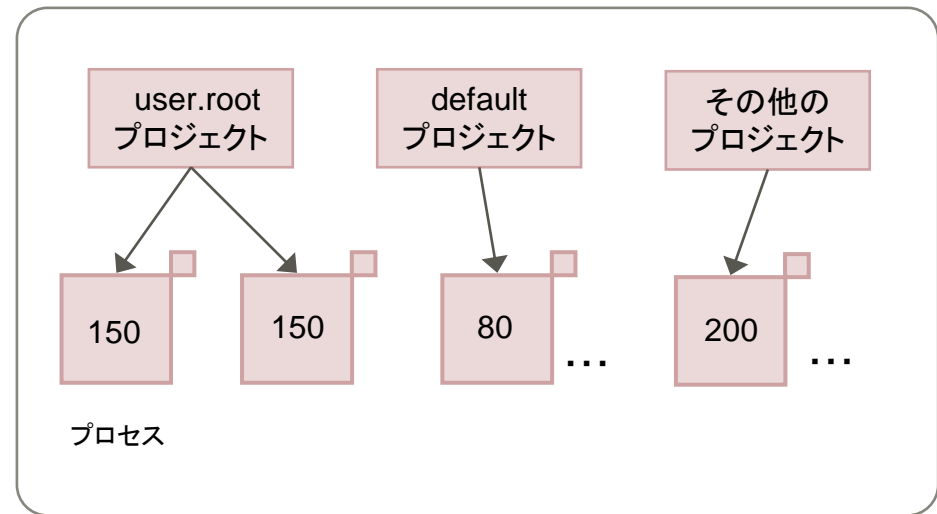 user.root
プロジェクト
default
プロジェクト
その他の
プロジェクト
150
150
80
...
200
...
プロセス